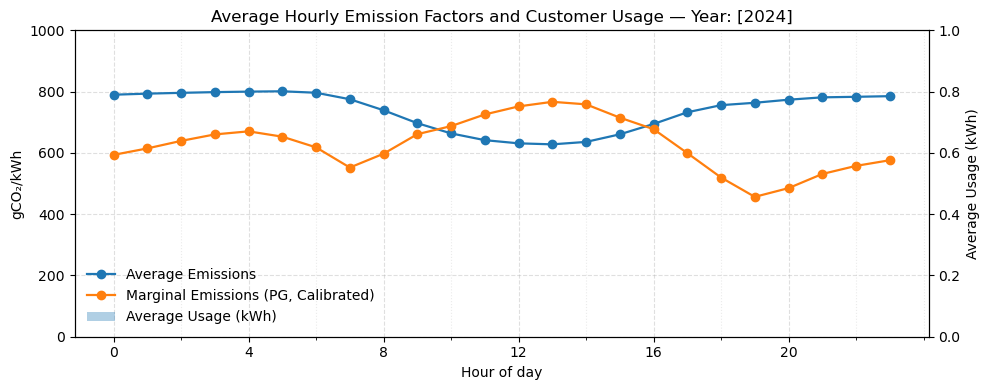 Average Hourly Emission Factors and Customer Usage — Year: [2024]
1000
800
600
400
200
0
gCO₂/kWh
1.0
0.8
0.6
0.4
0.2
0.0
Average Usage (kWh)
Average Emissions
Marginal Emissions (PG, Calibrated)
Average Usage (kWh)
0 4 8 12 16 20
Hour of day